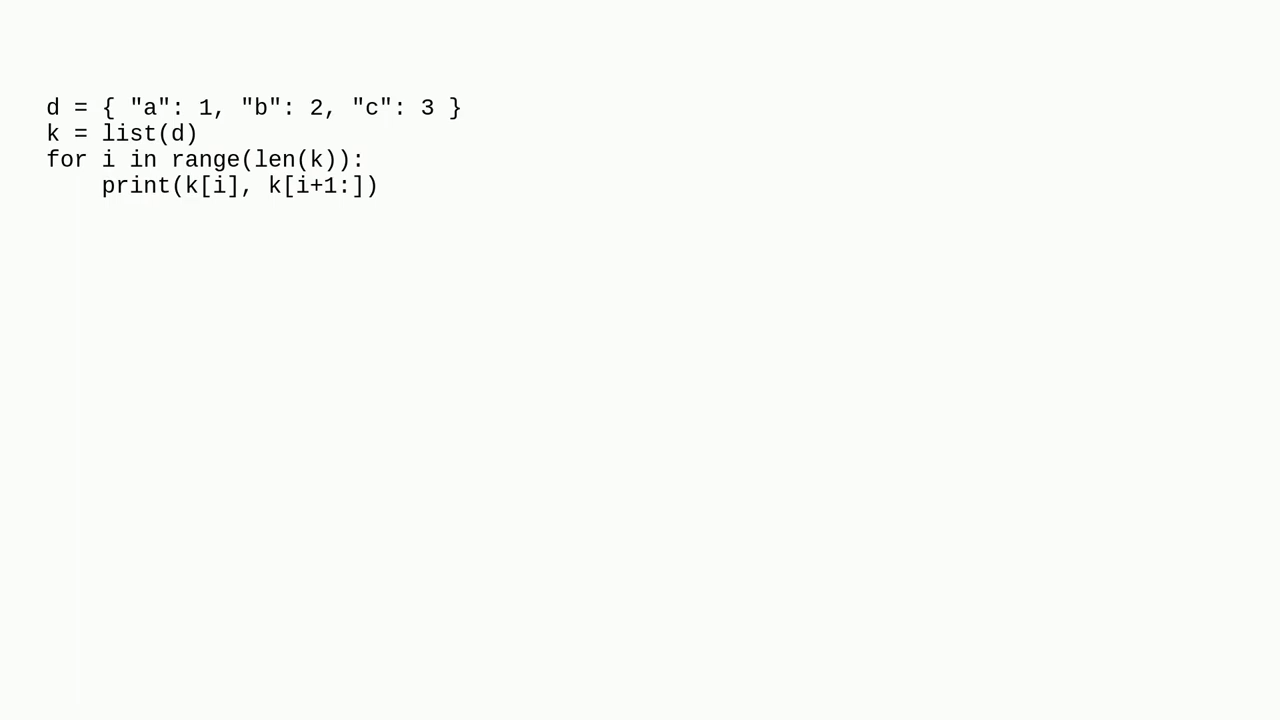 d = { "a": 1, "b": 2, "c": 3 }
k = list(d)
for i in range(len(k)):
    print(k[i], k[i+1:])